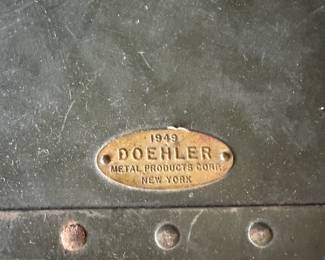 1949
DOEHLER
METAL PRODUCTS CORP.
NEW YORK